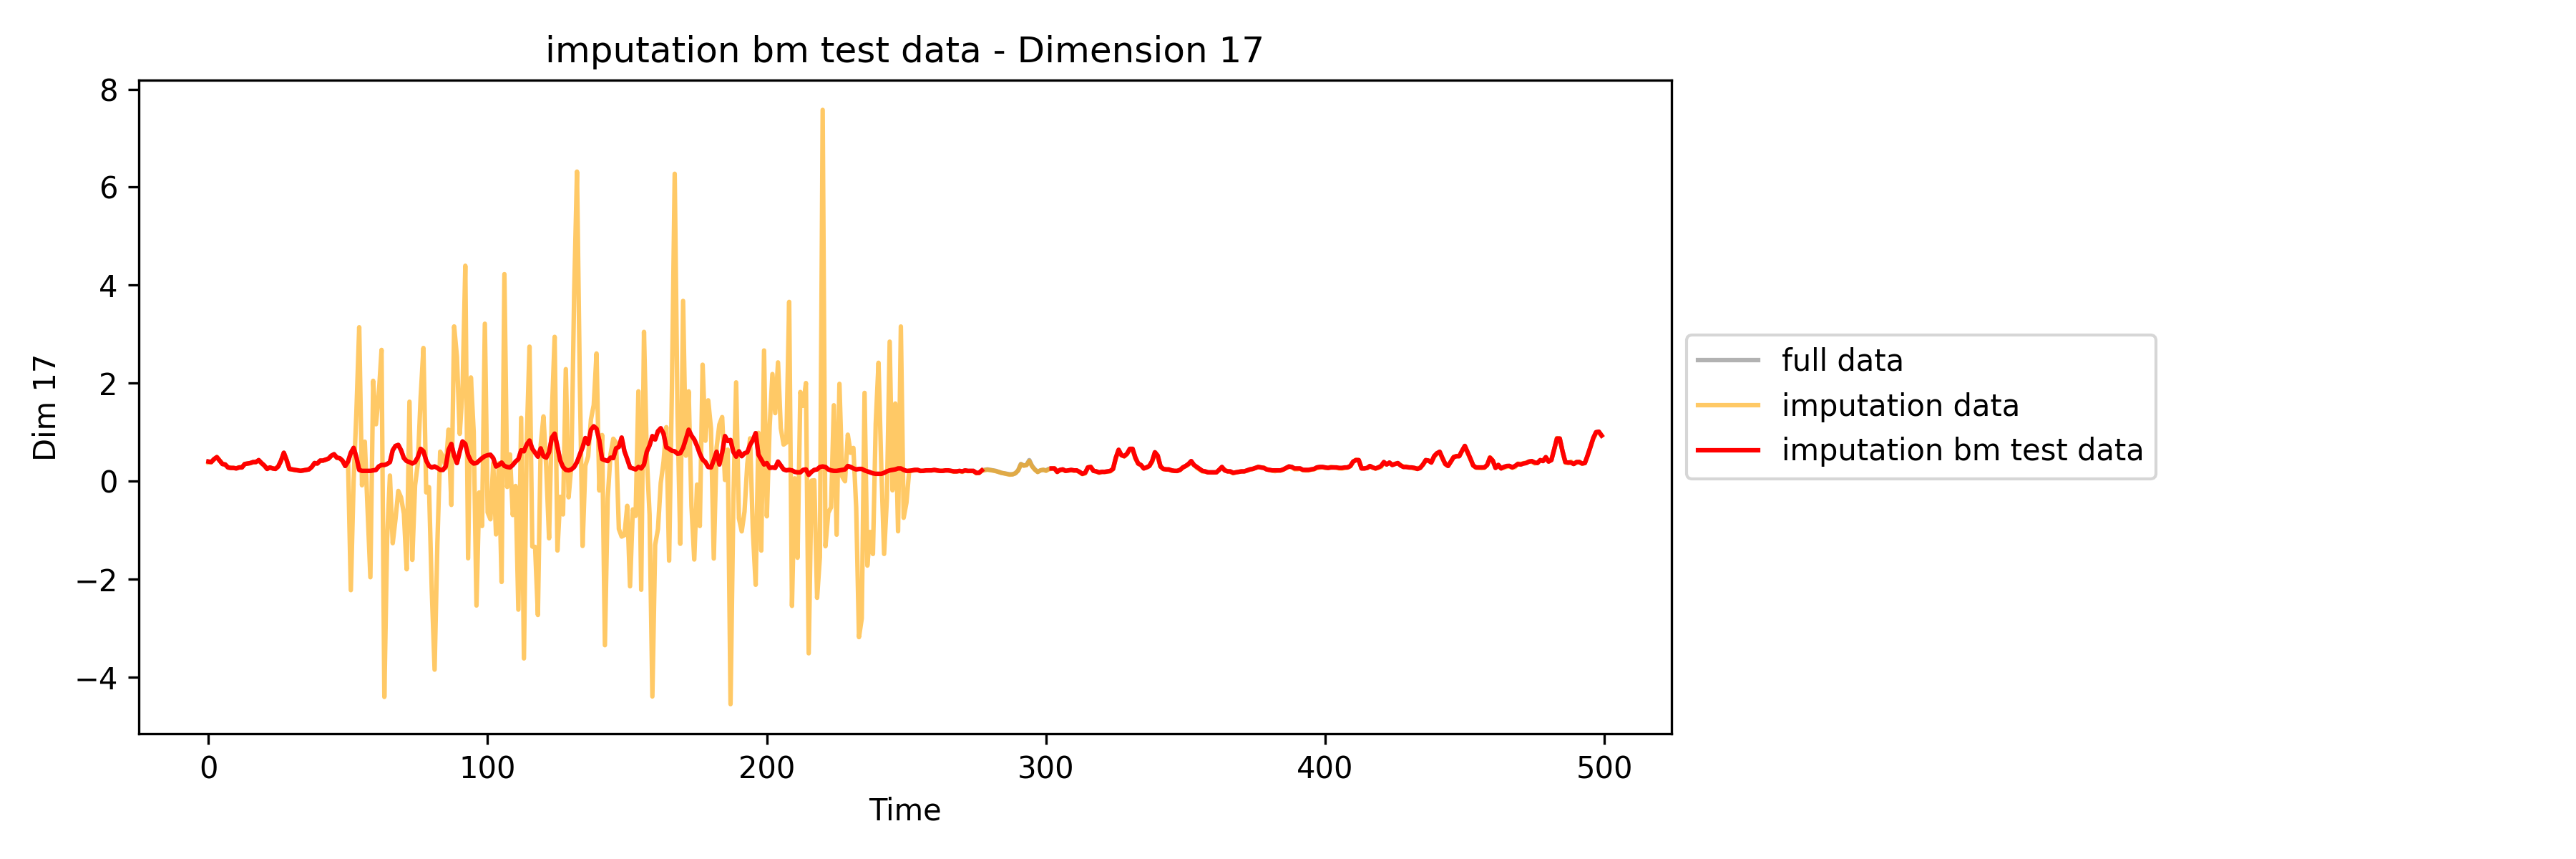 imputation bm test data - Dimension 17
8
6
4
2
0
−2
−4
Dim 17
0 100 200 300 400 500
Time
full data
imputation data
imputation bm test data